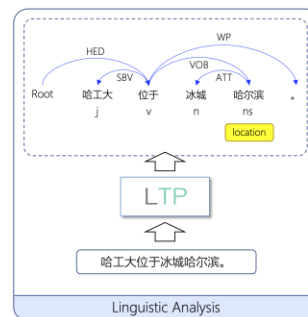 WP
HED
VOB
SBV
ATT
Root 哈工大 位于 冰城 哈尔滨 。
j v n ns
location
LTP
哈工大位于冰城哈尔滨。
Linguistic Analysis